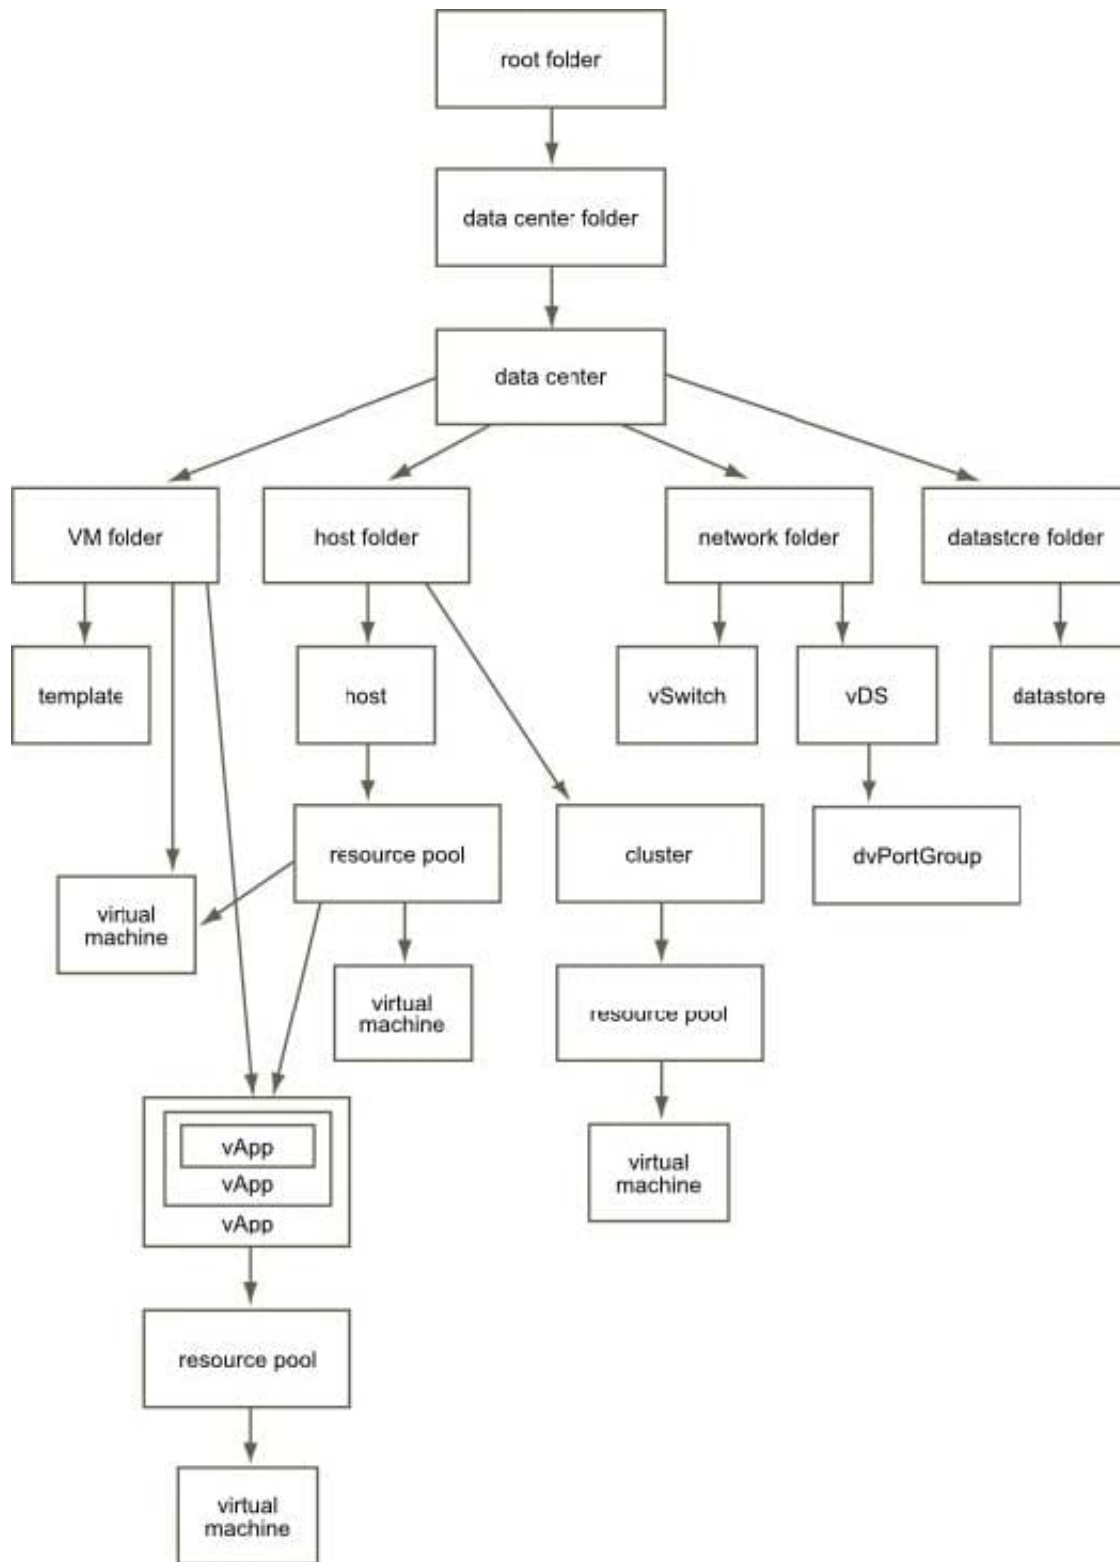 root folder
data center folder
data center
VM folder
host folder
network folder
datastore folder
template
host
vSwitch
vDS
datastore
resource pool
cluster
dvPortGroup
virtual
machine
virtual
machine
resource pool
vApp
vApp
vApp
virtual
machine
resource pool
virtual
machine